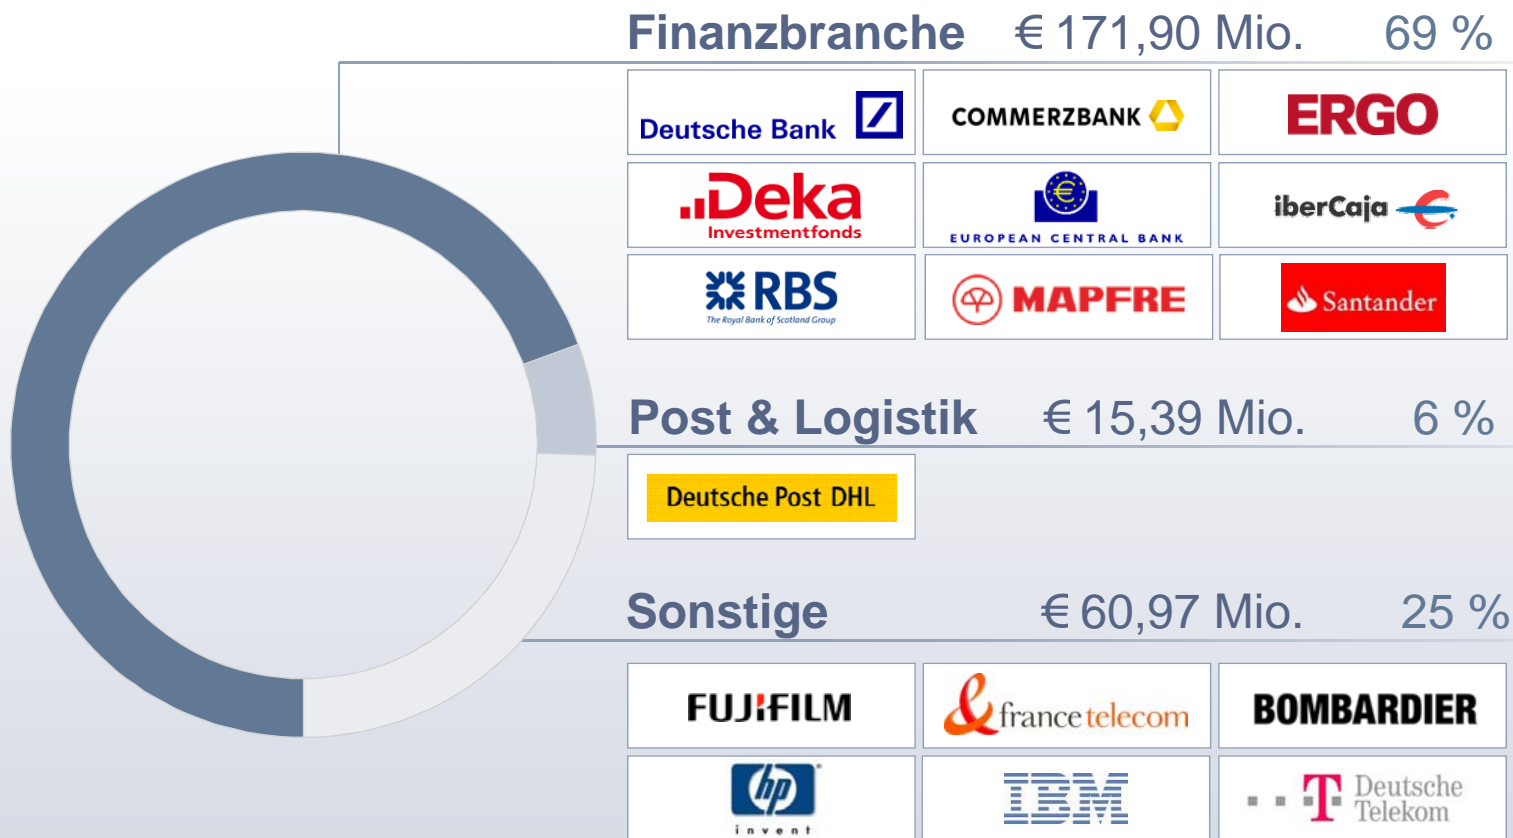 Finanzbranche € 171,90 Mio. 69 %
Deutsche Bank COMMERZBANK ERGO
Deka
Investmentfonds EUROPEAN CENTRAL BANK iberCaja
RBS MAPFRE Santander
The Royal Bank of Scotland Group
Post & Logistik € 15,39 Mio. 6 %
Deutsche Post DHL
Sonstige € 60,97 Mio. 25 %
FUJIFILM france telecom BOMBARDIER
hp IBM T Deutsche
Telekom
invent